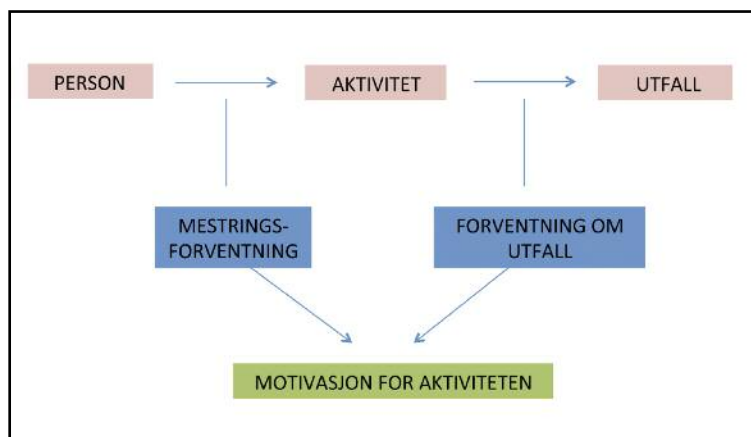 PERSON
AKTIVITET
UTFALL
MESTRINGS-
FORVENTNING
FORVENTNING OM
UTFALL
MOTIVASJON FOR AKTIVITETEN